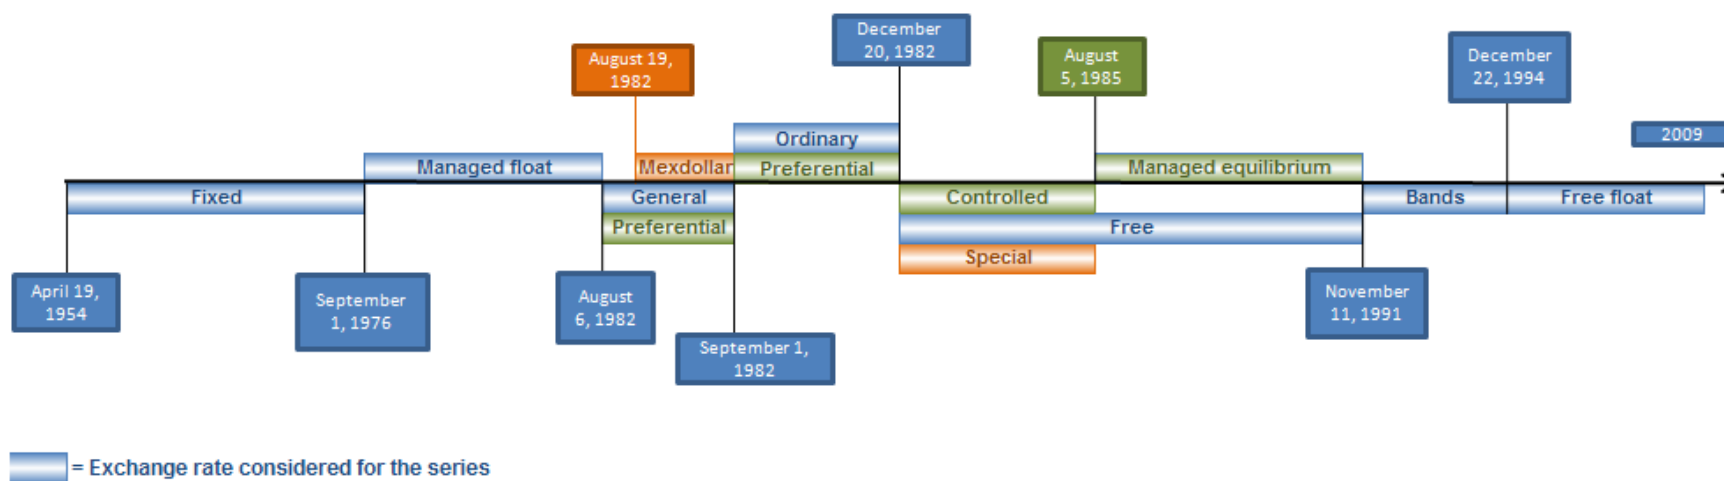 December
20, 1982
August 19,
1982
August
5, 1985
December
22, 1994
2009
Ordinary
Managed float
Mexdollar
Preferential
Managed equilibrium
Fixed
General
Controlled
Bands
Free float
Preferential
Free
Special
April 19,
1954
September
1, 1976
August
6, 1982
November
11, 1991
September 1,
1982
= Exchange rate considered for the series